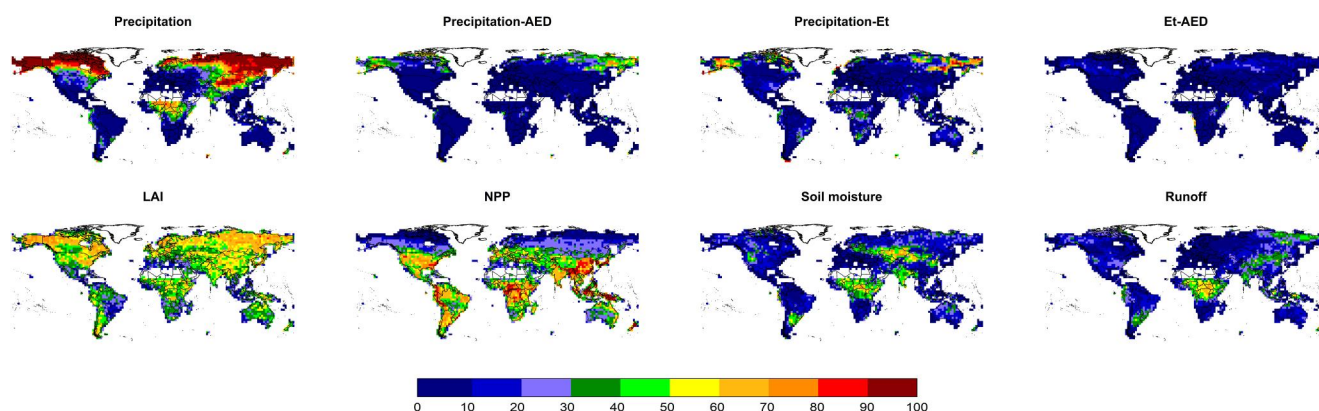 Precipitation
Precipitation-AED
Precipitation-Et
Et-AED
LAI
NPP
Soil moisture
Runoff
0 10 20 30 40 50 60 70 80 90 100